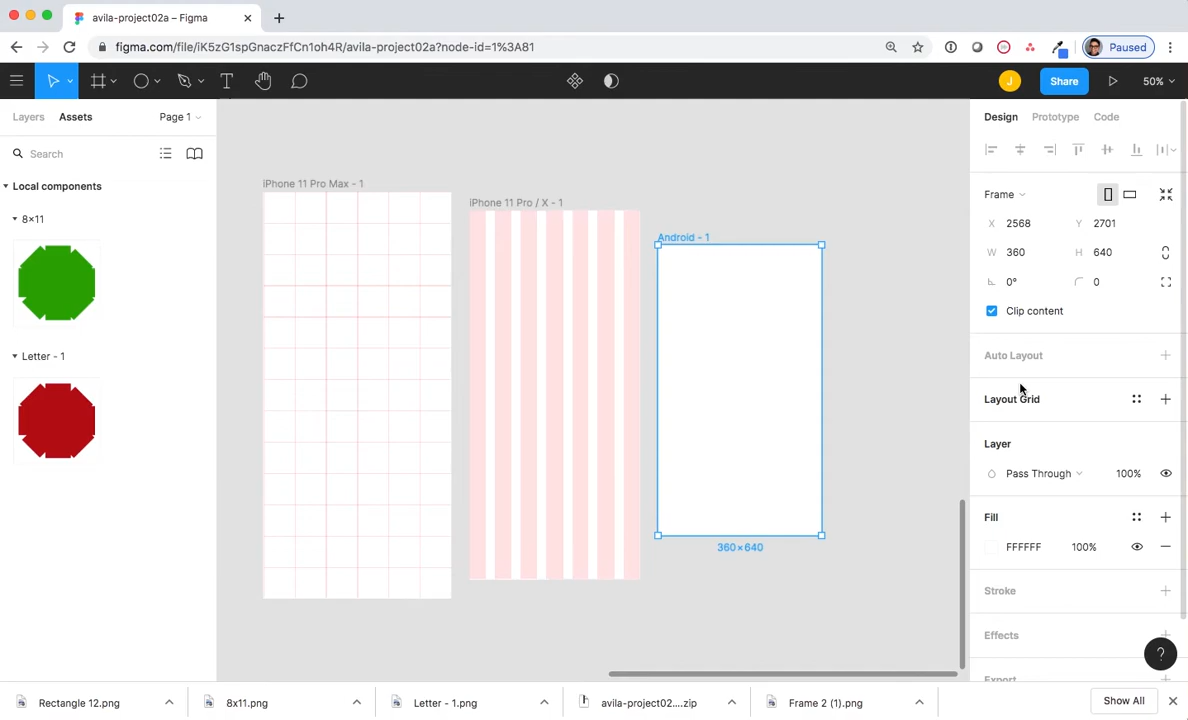 avila-project02a – Figma
figma.com/file/iK5zG1spGnaczFfCn1oh4R/avila-project02a?node-id=1%3A81
Paused
J
Share
50%
Layers
Assets
Page 1
Search
Local components
8x11
Letter - 1
iPhone 11 Pro Max - 1
iPhone 11 Pro / X - 1
Android - 1
360×640
Design
Prototype
Code
Frame
X 2568
Y 2701
W 360
H 640
0°
0
Clip content
Auto Layout
Layout Grid
Layer
Pass Through
100%
Fill
FFFFFF
100%
Stroke
Effects
Export
?
Rectangle 12.png
8x11.png
Letter - 1.png
avila-project02....zip
Frame 2 (1).png
Show All